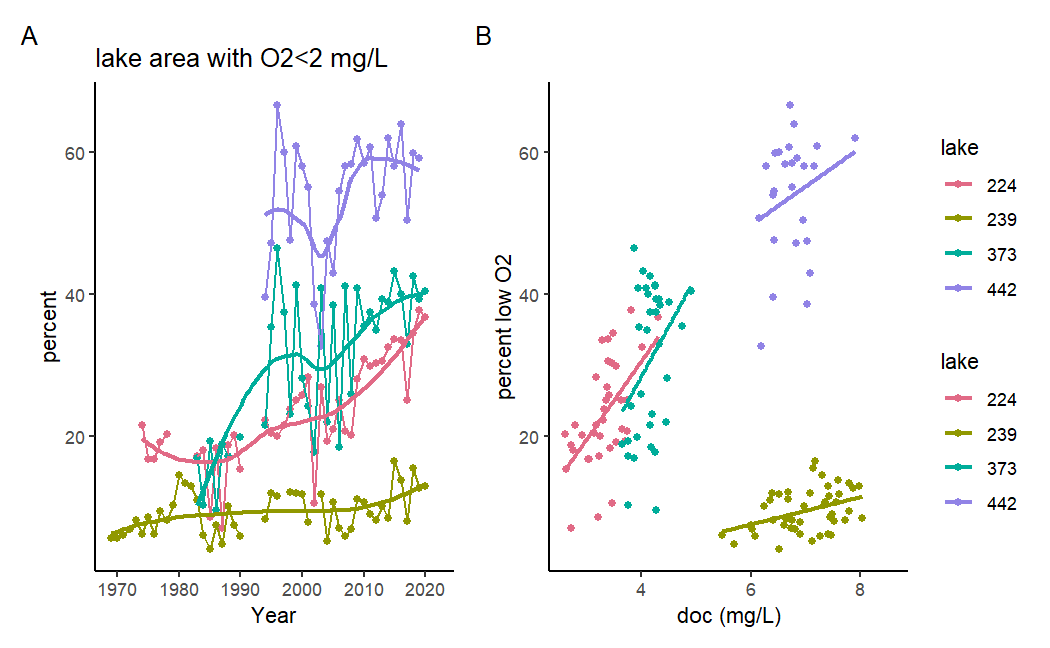 A
lake area with O2<2 mg/L
percent
60
40
20
1970 1980 1990 2000 2010 2020
Year
B
percent low O2
60
40
20
4 6 8
doc (mg/L)
lake
224
239
373
442
lake
224
239
373
442